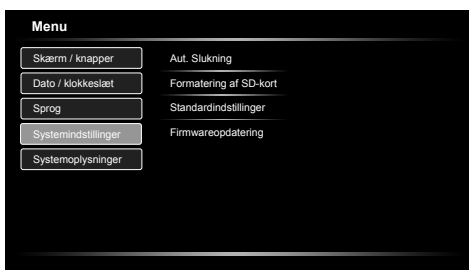 Menu
Skærm / knapper
Dato / klokkeslæt
Sprog
Systemindstillinger
Systemoplysninger
Aut. Slukning
Formatering af SD-kort
Standardindstillinger
Firmwareopdatering